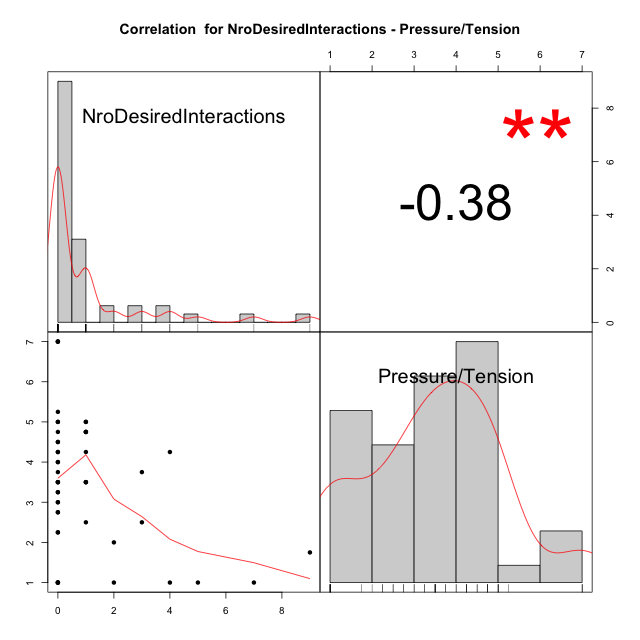 Correlation  for NroDesiredInteractions - Pressure/Tension
1 2 3 4 5 6 7
NroDesiredInteractions
**
-0.38
8
6
4
2
0
7
6
5
4
3
2
1
Pressure/Tension
0 2 4 6 8